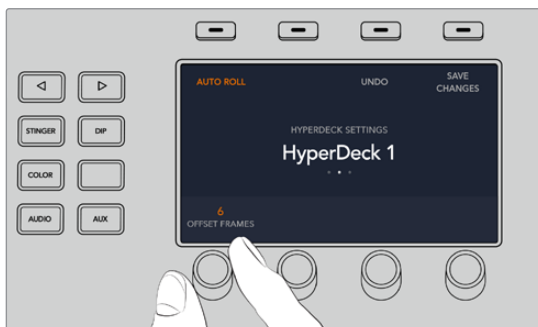 AUTO ROLL
UNDO
SAVE
CHANGES
HYPERDECK SETTINGS
HyperDeck 1
6
OFFSET FRAMES
STINGER
DIP
COLOR
AUDIO
AUX